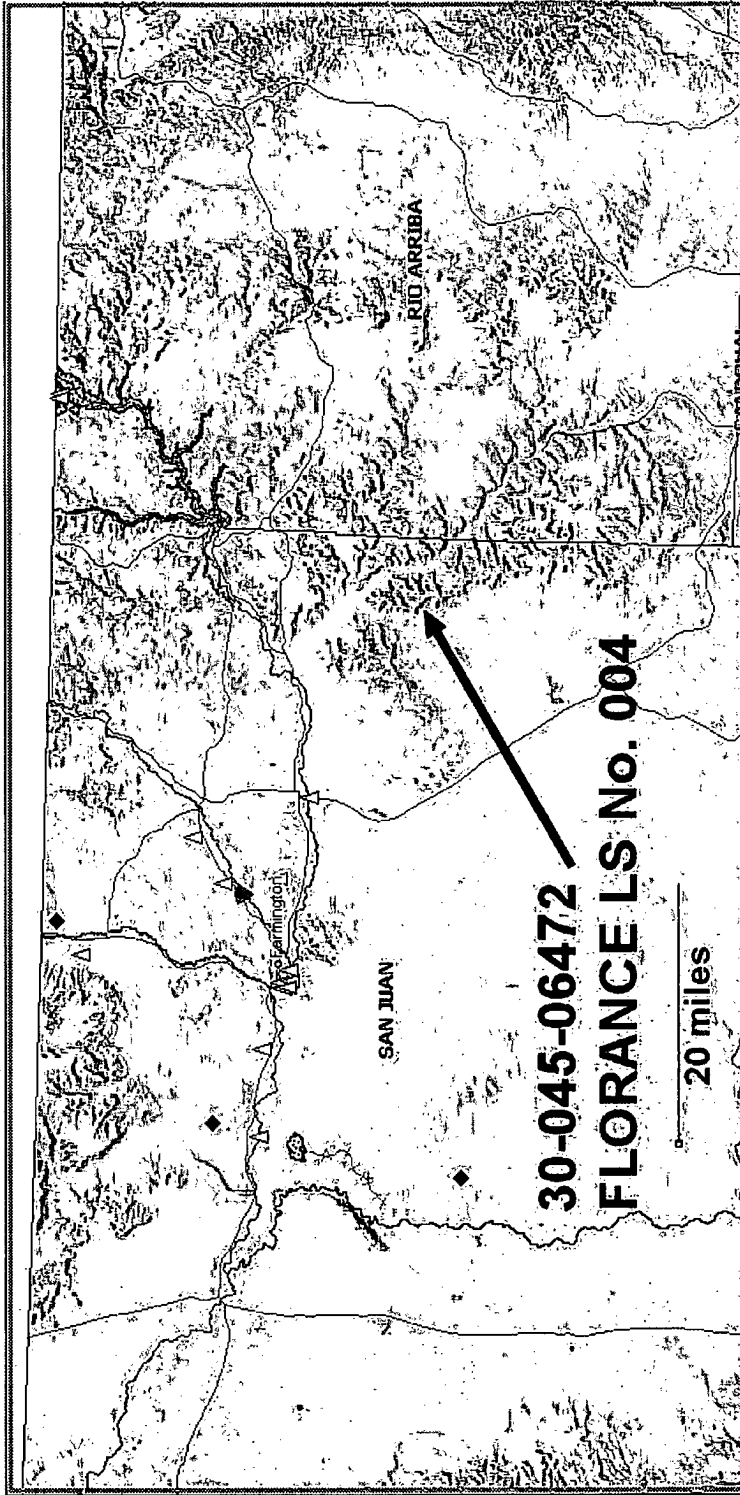 RIO ARRIBA
Farmington
SAN JUAN
30-045-06472
FLORANCE LS No. 004
20 miles